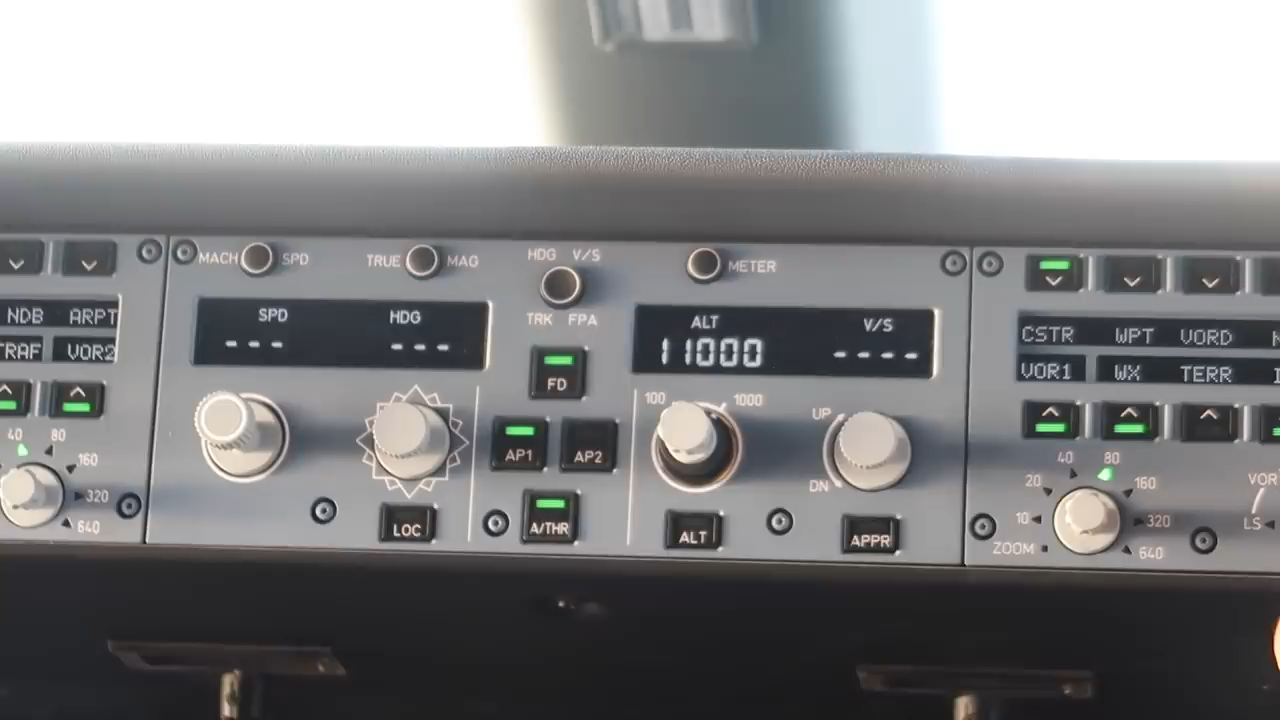 MACH SPD TRUE MAG HDG V/S METER
SPD HDG
--- ---
TRK FPA
ALT V/S
11000 ----
NDB ARPT
VOR2
FD
100 1000
UP
DN
AP1 AP2
LOC A/THR ALT APPR
40 80 160 320 640
CSTR WPT VORD
VOR1 WX TERR
ZOOM 10 20 40 80 160 320 640
VOR
LS